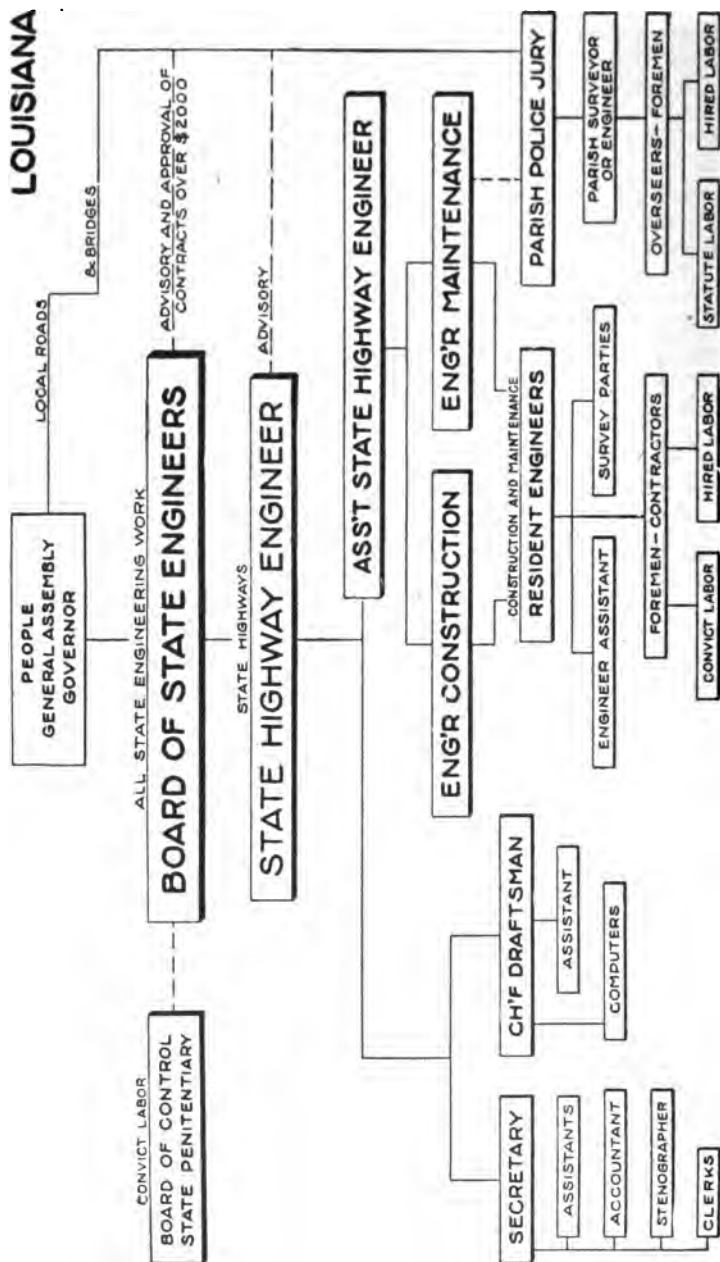 LOUISIANA
PEOPLE
GENERAL ASSEMBLY
GOVERNOR
LOCAL ROADS
& BRIDGES
ALL STATE ENGINEERING WORK
BOARD OF STATE ENGINEERS
ADVISORY AND APPROVAL OF
CONTRACTS OVER $2000
CONVICT LABOR
BOARD OF CONTROL
STATE PENITENTIARY
STATE HIGHWAYS
STATE HIGHWAY ENGINEER
ADVISORY
ASS'T STATE HIGHWAY ENGINEER
ENG'R CONSTRUCTION
ENG'R MAINTENANCE
SECRETARY
ASSISTANTS
ACCOUNTANT
STENOGRAPHER
CLERKS
CH'F DRAFTSMAN
ASSISTANT
COMPUTERS
CONSTRUCTION AND MAINTENANCE
RESIDENT ENGINEERS
ENGINEER ASSISTANT
SURVEY PARTIES
FOREMEN-CONTRACTORS
CONVICT LABOR
HIRED LABOR
PARISH POLICE JURY
PARISH SURVEYOR
OR ENGINEER
OVERSEERS-FOREMEN
STATUTE LABOR
HIRED LABOR